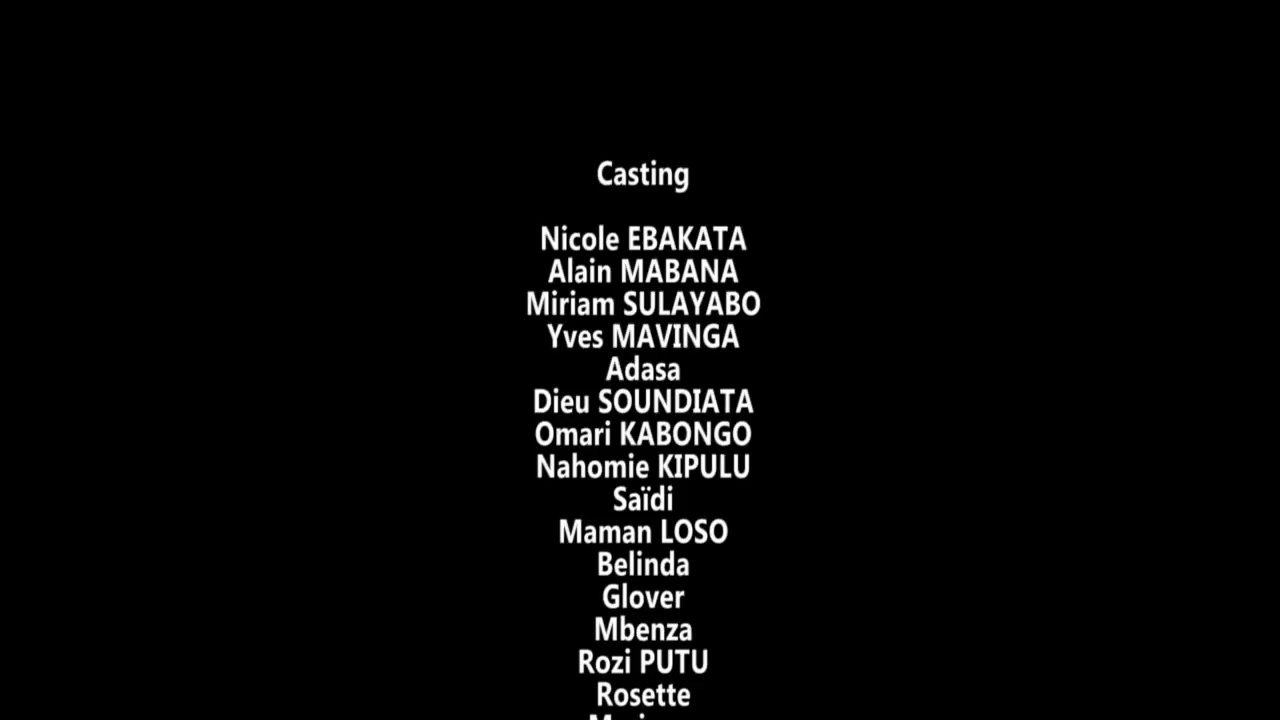 Casting
Nicole EBAKATA
Alain MABANA
Miriam SULAYABO
Yves MAVINGA
Adasa
Dieu SOUNDIATA
Omari KABONGO
Nahomie KIPULU
Saïdi
Maman LOSO
Belinda
Glover
Mbenza
Rozi PUTU
Rosette